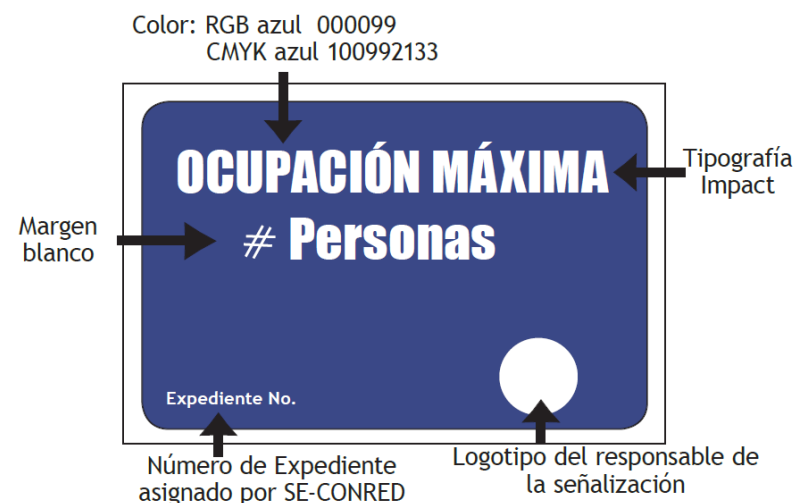 Color: RGB azul 000099
CMYK azul 100992133
OCUPACIÓN MÁXIMA
# Personas
Tipografía
Impact
Margen
blanco
Expediente No.
Número de Expediente
asignado por SE-CONRED
Logotipo del responsable de
la señalización